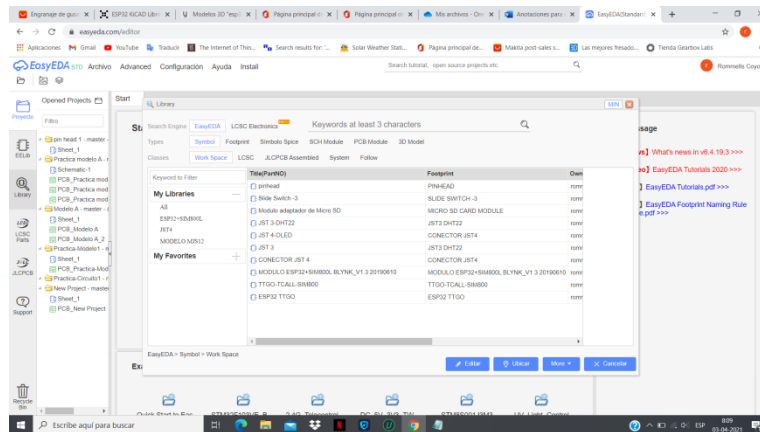 Engranaje de gusa
ESP32 KiCAD Libr
Modelos 3D "esp
Página principal d
Página principal de
Mis archivos - One
Anotaciones para
EasyEDA(Standard
easyeda.com/editor
Aplicaciones
Gmail
YouTube
Traducir
The Internet of Thin...
Search results for: '...
Solar Weather Stati...
Página principal de...
Makita post-sales s...
Las mejores fresado...
Tienda Gearbox Labs
EasyEDA STD
Archivo
Advanced
Configuración
Ayuda
Install
Search tutorial, open source projects etc.
Rommells Coyo
Opened Projects
Start
Proyecto
EELib
Library
LCSC Parts
JLCPCB
Support
Recycle Bin
Filtro
pin head 1 - master -
Sheet_1
Practica modelo A - r
Schematic-1
PCB_Practica mod
PCB_Practica mod
PCB_Practica mod
Modelo A - master - (
Sheet_1
PCB_Modelo A
PCB_Modelo A_2
Practica-Modelo1 - n
Sheet_1
PCB_Practica-Mod
Practica-Circuito1 - r
New Project - master
Sheet_1
PCB_New Project
Library
MIN
Search Engine
EasyEDA
LCSC Electronics
Keywords at least 3 characters
Types
Symbol
Footprint
Simbolo Spice
SCH Module
PCB Module
3D Model
Classes
Work Space
LCSC
JLCPCB Assembled
System
Follow
Keyword to Filter
My Libraries
All
ESP32+SIM800L
JST4
MODELO MJS12
My Favorites
Title(PartNO)
Footprint
Own
pinhead
PINHEAD
Slide Switch -3
SLIDE SWITCH -3
Modulo adaptador de Micro SD
MICRO SD CARD MODULE
JST 3-DHT22
JST3 DHT22
JST 4-OLED
CONECTOR JST4
JST 3
JST3 DHT22
CONECTOR JST 4
CONECTOR JST4
MODULO ESP32+SIM800L BLYNK_V1.3 20190610
MODULO ESP32+SIM800L BLYNK_V1.3 20190610
TTGO-TCALL-SIM800
TTGO-TCALL-SIM800
ESP32 TTGO
ESP32 TTGO
EasyEDA > Symbol > Work Space
Editar
Ubicar
More
Cancelar
ssage
What's news in v6.4.19.3 >>>
EasyEDA Tutorials 2020 >>>
EasyEDA Tutorials.pdf >>>
EasyEDA Footprint Naming Rule
e.pdf >>>
Escribe aquí para buscar
ESP
8:09
03-04-2021